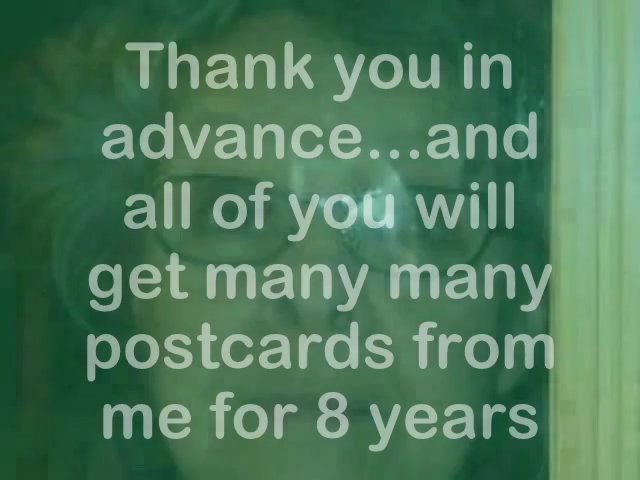 Thank you in
advance...and
all of you will
get many many
postcards from
me for 8 years